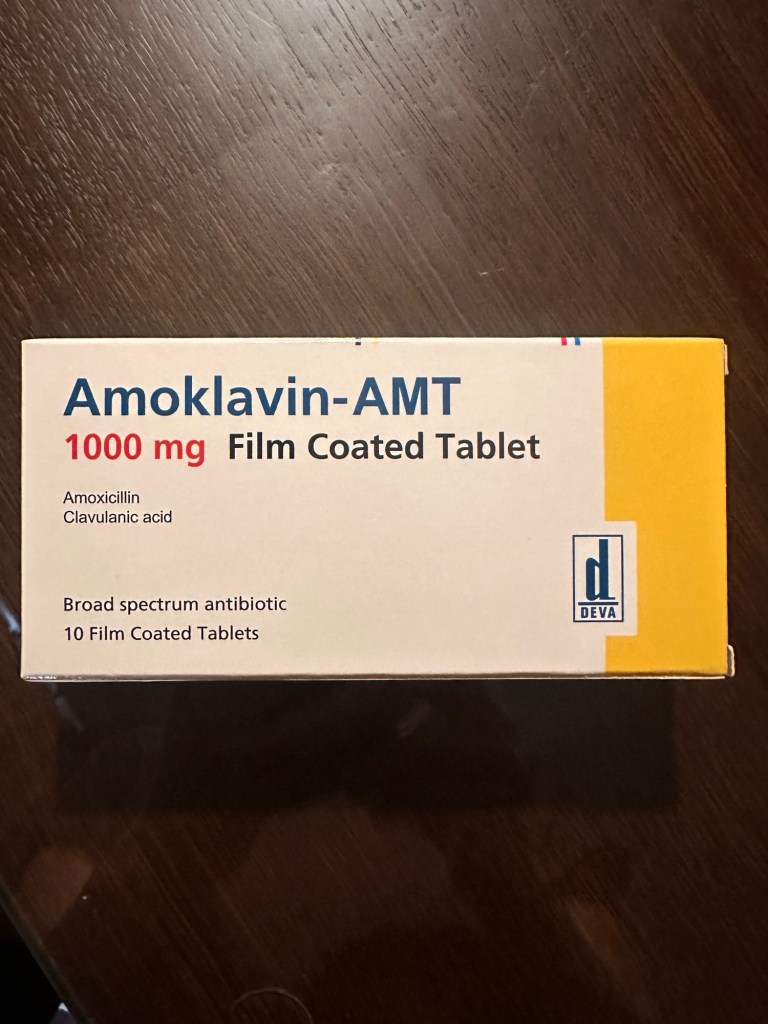 Amoklavin-AMT
1000 mg Film Coated Tablet
Amoxicillin
Clavulanic acid
Broad spectrum antibiotic
10 Film Coated Tablets
d
DEVA